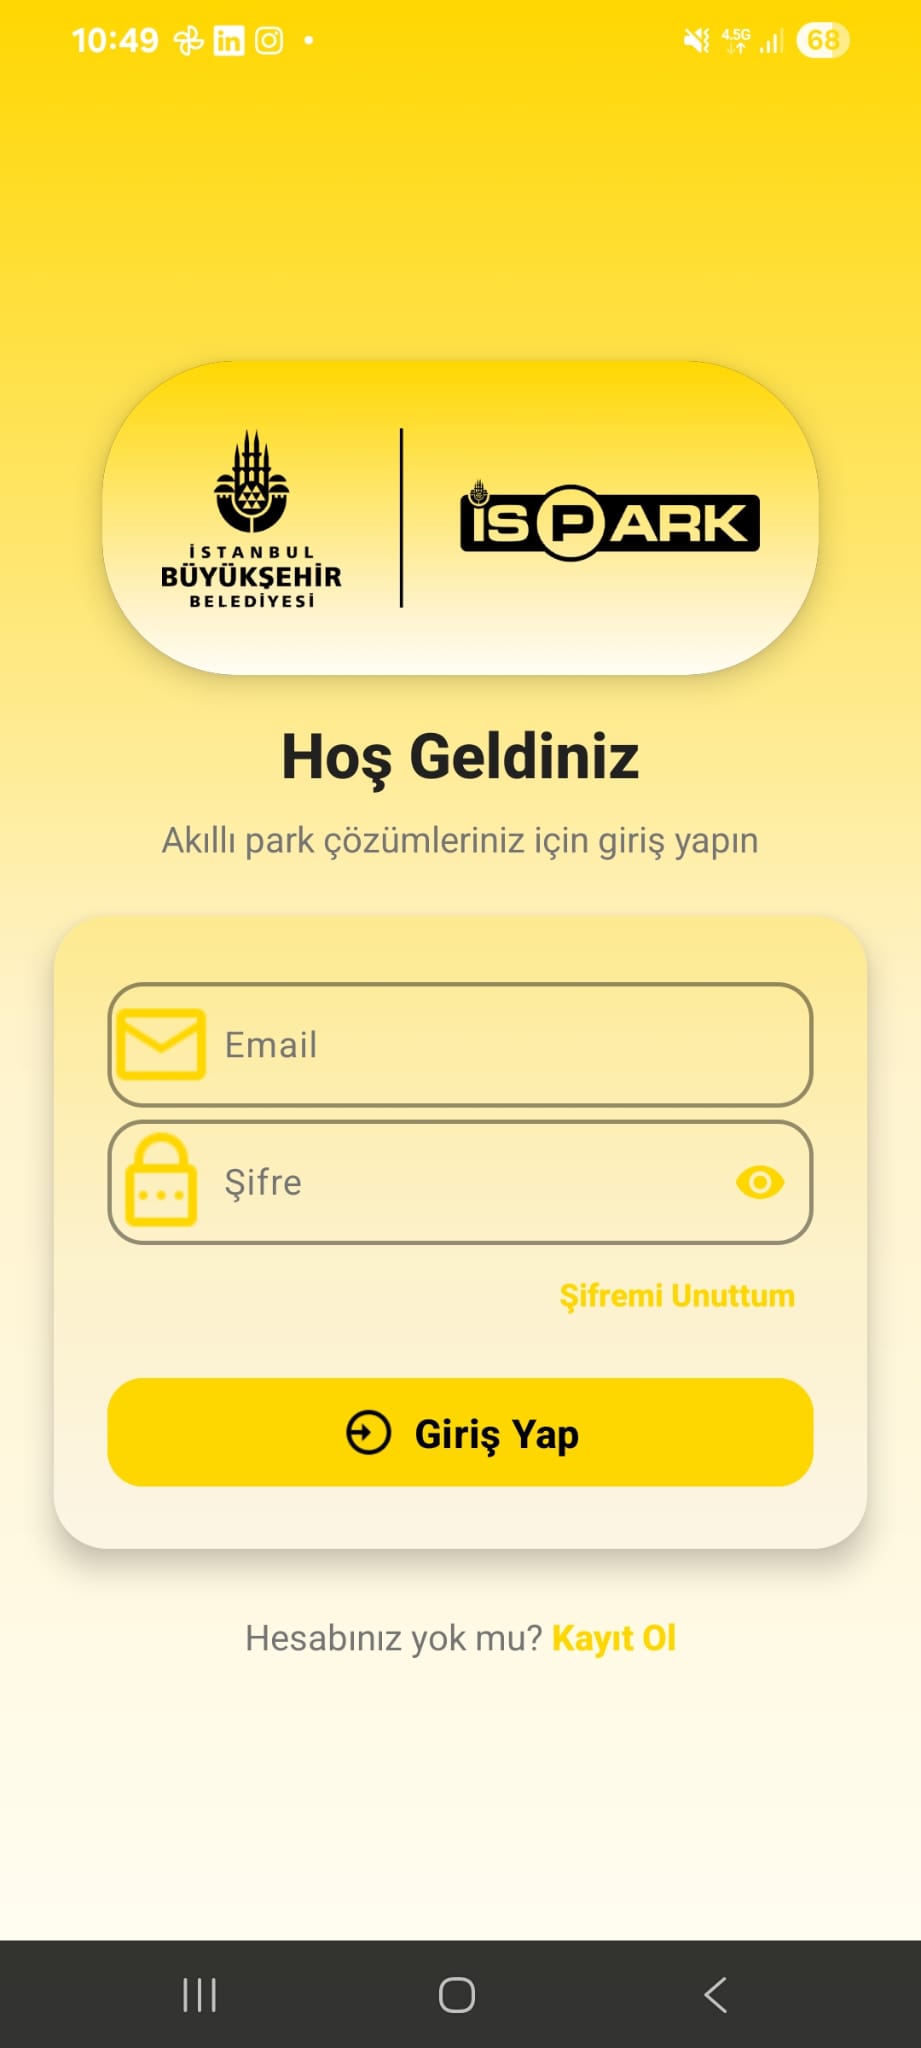 10:49
4.5G
68
İSTANBUL
BÜYÜKŞEHİR
BELEDİYESİ
İSPARK
Hoş Geldiniz
Akıllı park çözümleriniz için giriş yapın
Email
Şifre
Şifremi Unuttum
Giriş Yap
Hesabınız yok mu? Kayıt Ol